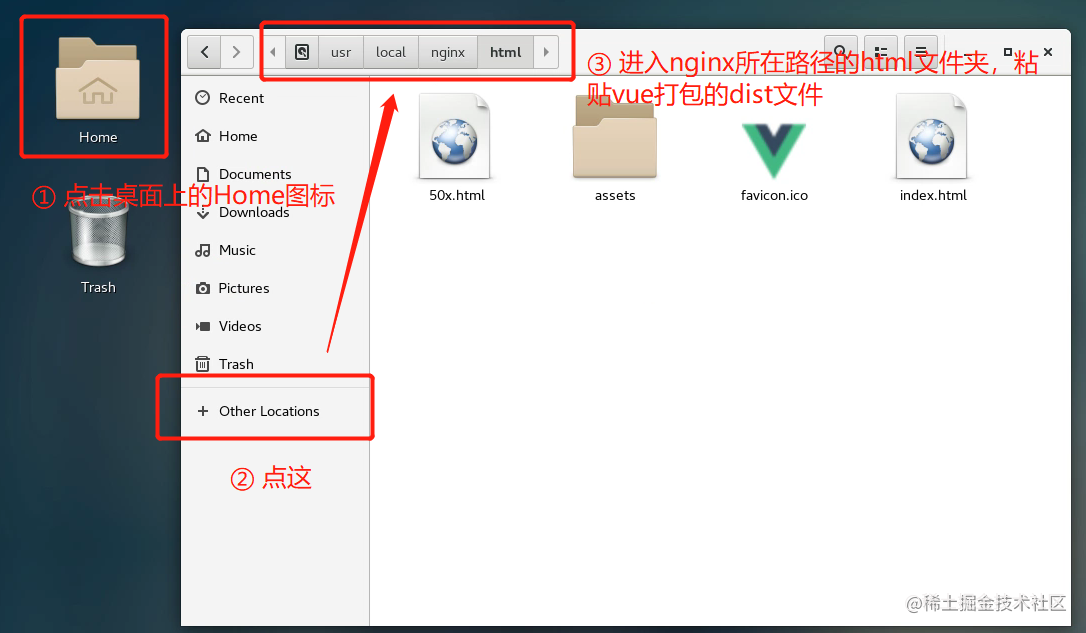 Home
① 点击桌面上的Home图标
Trash
usr local nginx html
③ 进入nginx所在路径的html文件夹，粘
贴vue打包的dist文件
Recent
Home
Documents
Downloads
Music
Pictures
Videos
Trash
+ Other Locations
② 点这
50x.html
assets
favicon.ico
index.html
@稀土掘金技术社区